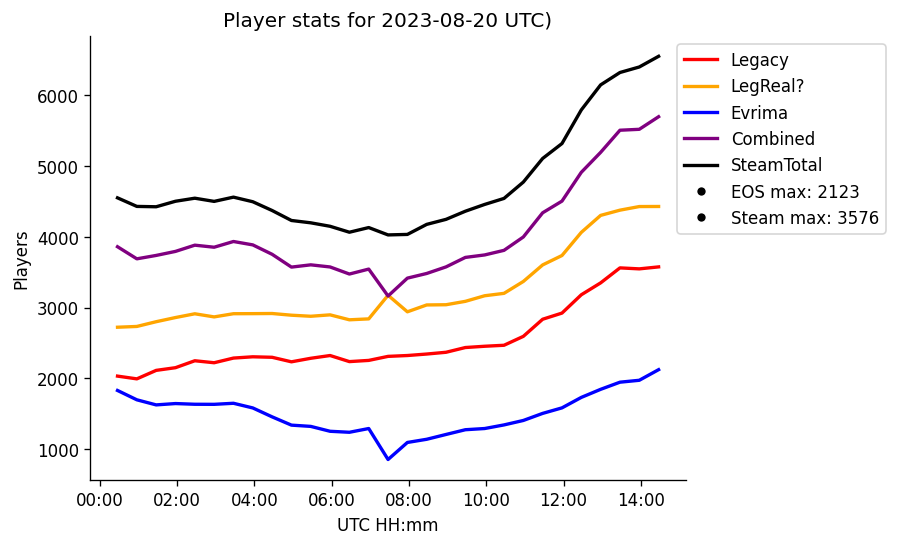 Player stats for 2023-08-20 UTC)
Legacy
LegReal?
Evrima
Combined
SteamTotal
EOS max: 2123
Steam max: 3576
Players
6000
5000
4000
3000
2000
1000
00:00
02:00
04:00
06:00
08:00
10:00
12:00
14:00
UTC HH:mm